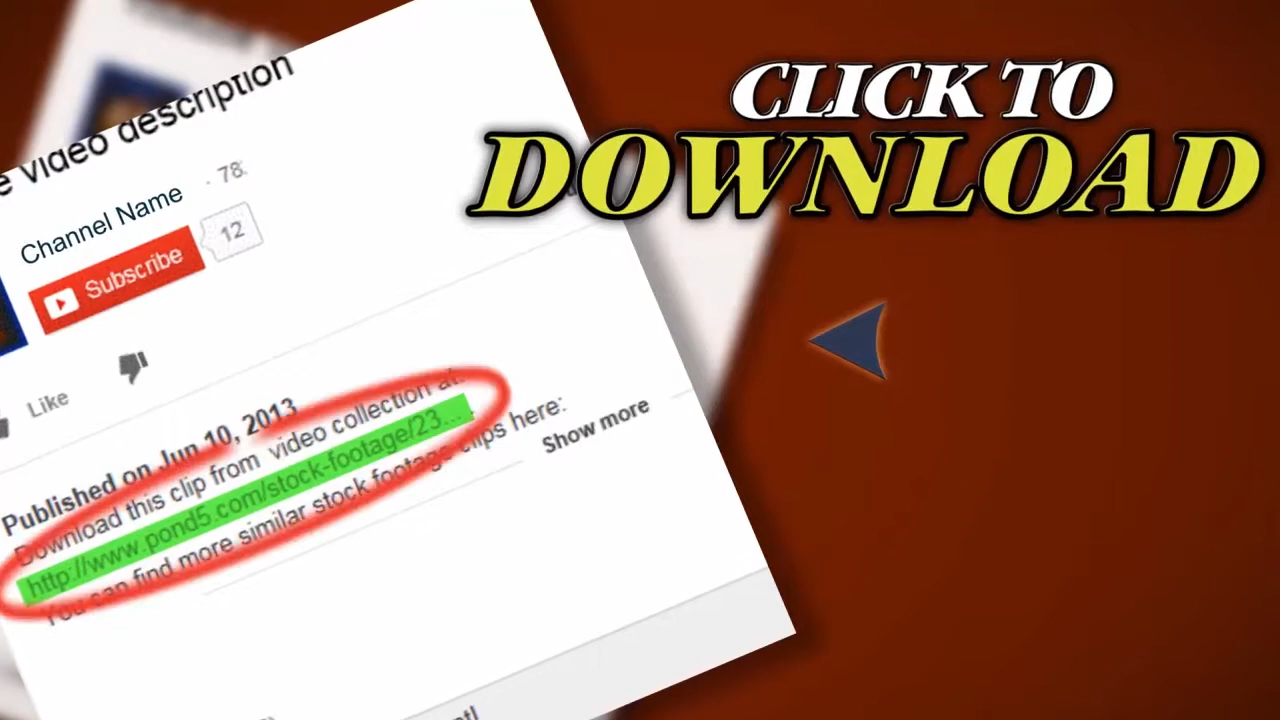 CLICK TO
DOWNLOAD
e video description
Channel Name
78
Subscribe
12
Like
Published on Jun 10, 2013
Download this clip from video collection at:
http://www.pond5.com/stock-footage/23...
You can find more similar stock footage clips here:
Show more